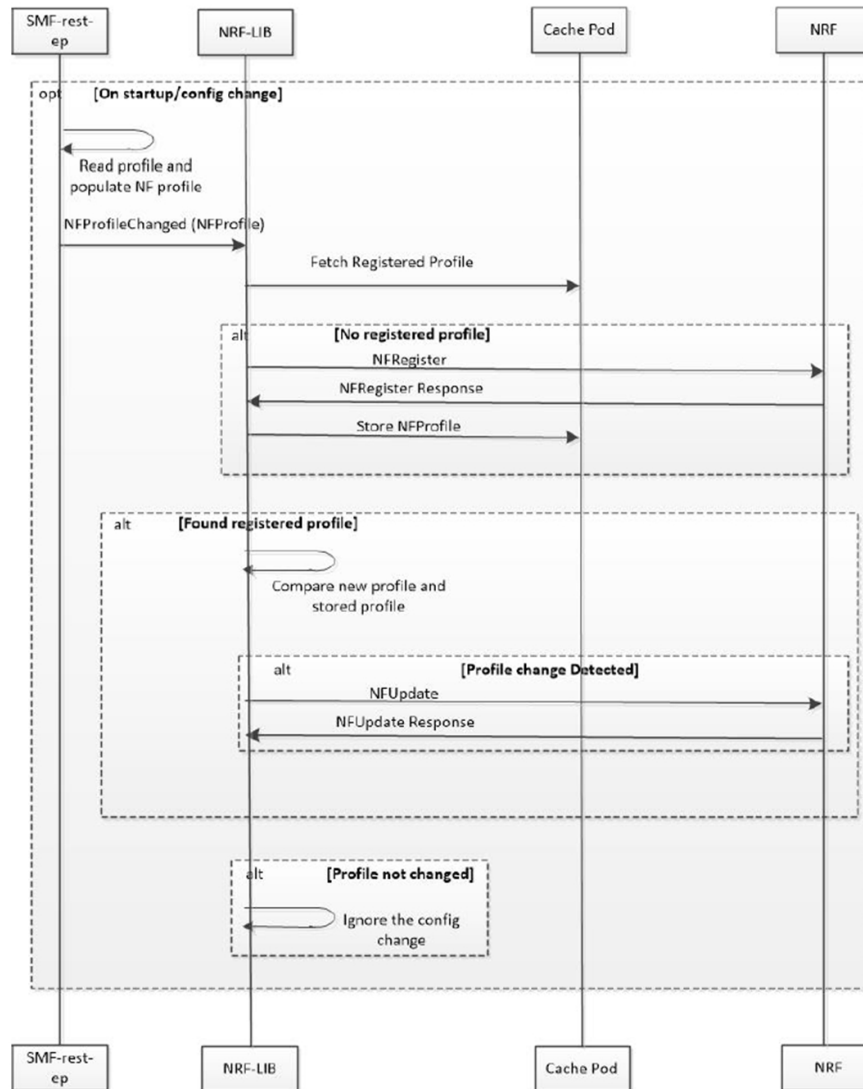 SMF-rest-
ep
NRF-LIB
Cache Pod
NRF
opt [On startup/config change]
Read profile and
populate NF profile
NFProfileChanged (NFProfile)
Fetch Registered Profile
alt [No registered profile]
NFRegister
NFRegister Response
Store NFProfile
alt [Found registered profile]
Compare new profile and
stored profile
alt [Profile change Detected]
NFUpdate
NFUpdate Response
alt [Profile not changed]
Ignore the config
change
SMF-rest-
ep
NRF-LIB
Cache Pod
NRF